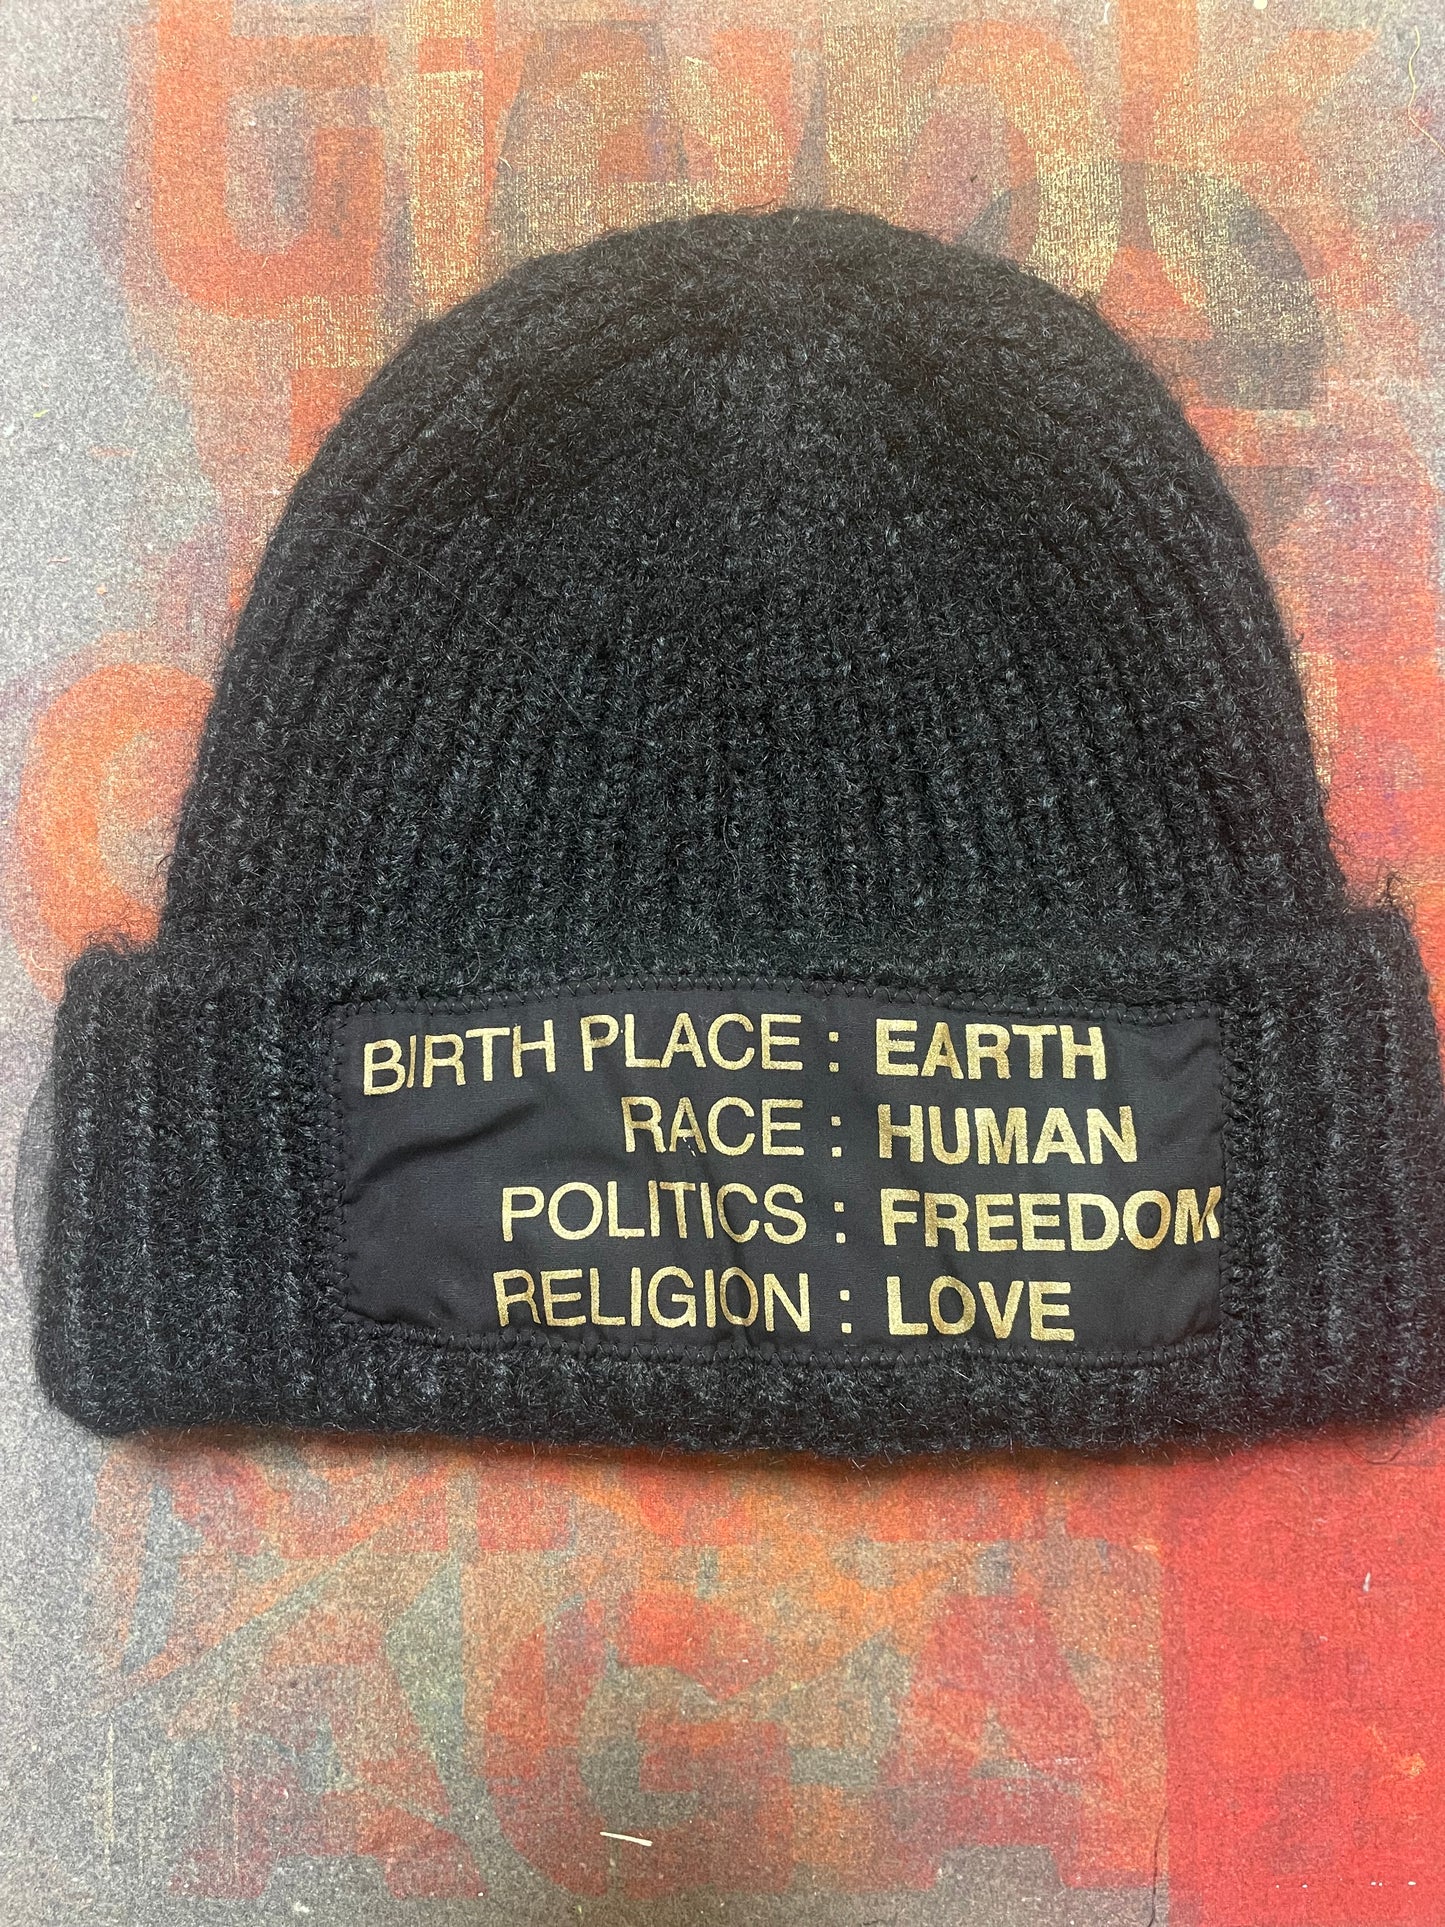 BIRTH PLACE : EARTH
RACE : HUMAN
POLITICS : FREEDOM
RELIGION : LOVE